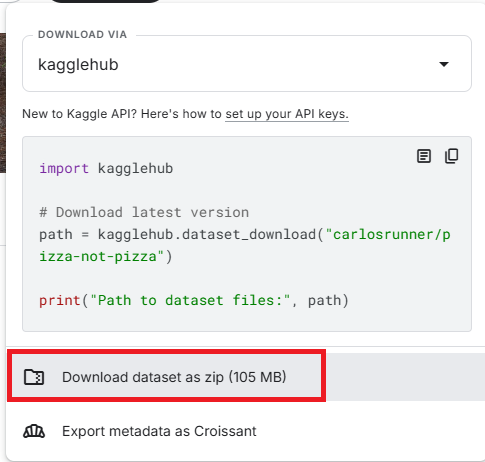 DOWNLOAD VIA
kagglehub
New to Kaggle API? Here's how to set up your API keys.
import kagglehub
# Download latest version
path = kagglehub.dataset_download("carlosrunner/p
izza-not-pizza")
print("Path to dataset files:", path)
Download dataset as zip (105 MB)
Export metadata as Croissant